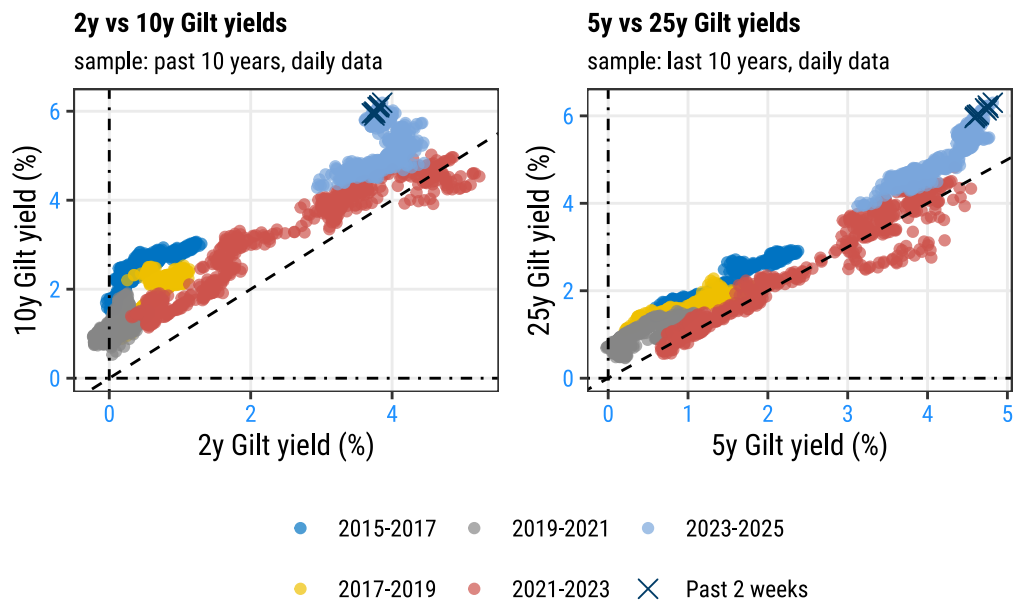 2y vs 10y Gilt yields
sample: past 10 years, daily data
10y Gilt yield (%)
6
4
2
0
0 2 4
2y Gilt yield (%)
5y vs 25y Gilt yields
sample: last 10 years, daily data
25y Gilt yield (%)
6
4
2
0
0 1 2 3 4 5
5y Gilt yield (%)
2015-2017 2019-2021 2023-2025
2017-2019 2021-2023 Past 2 weeks